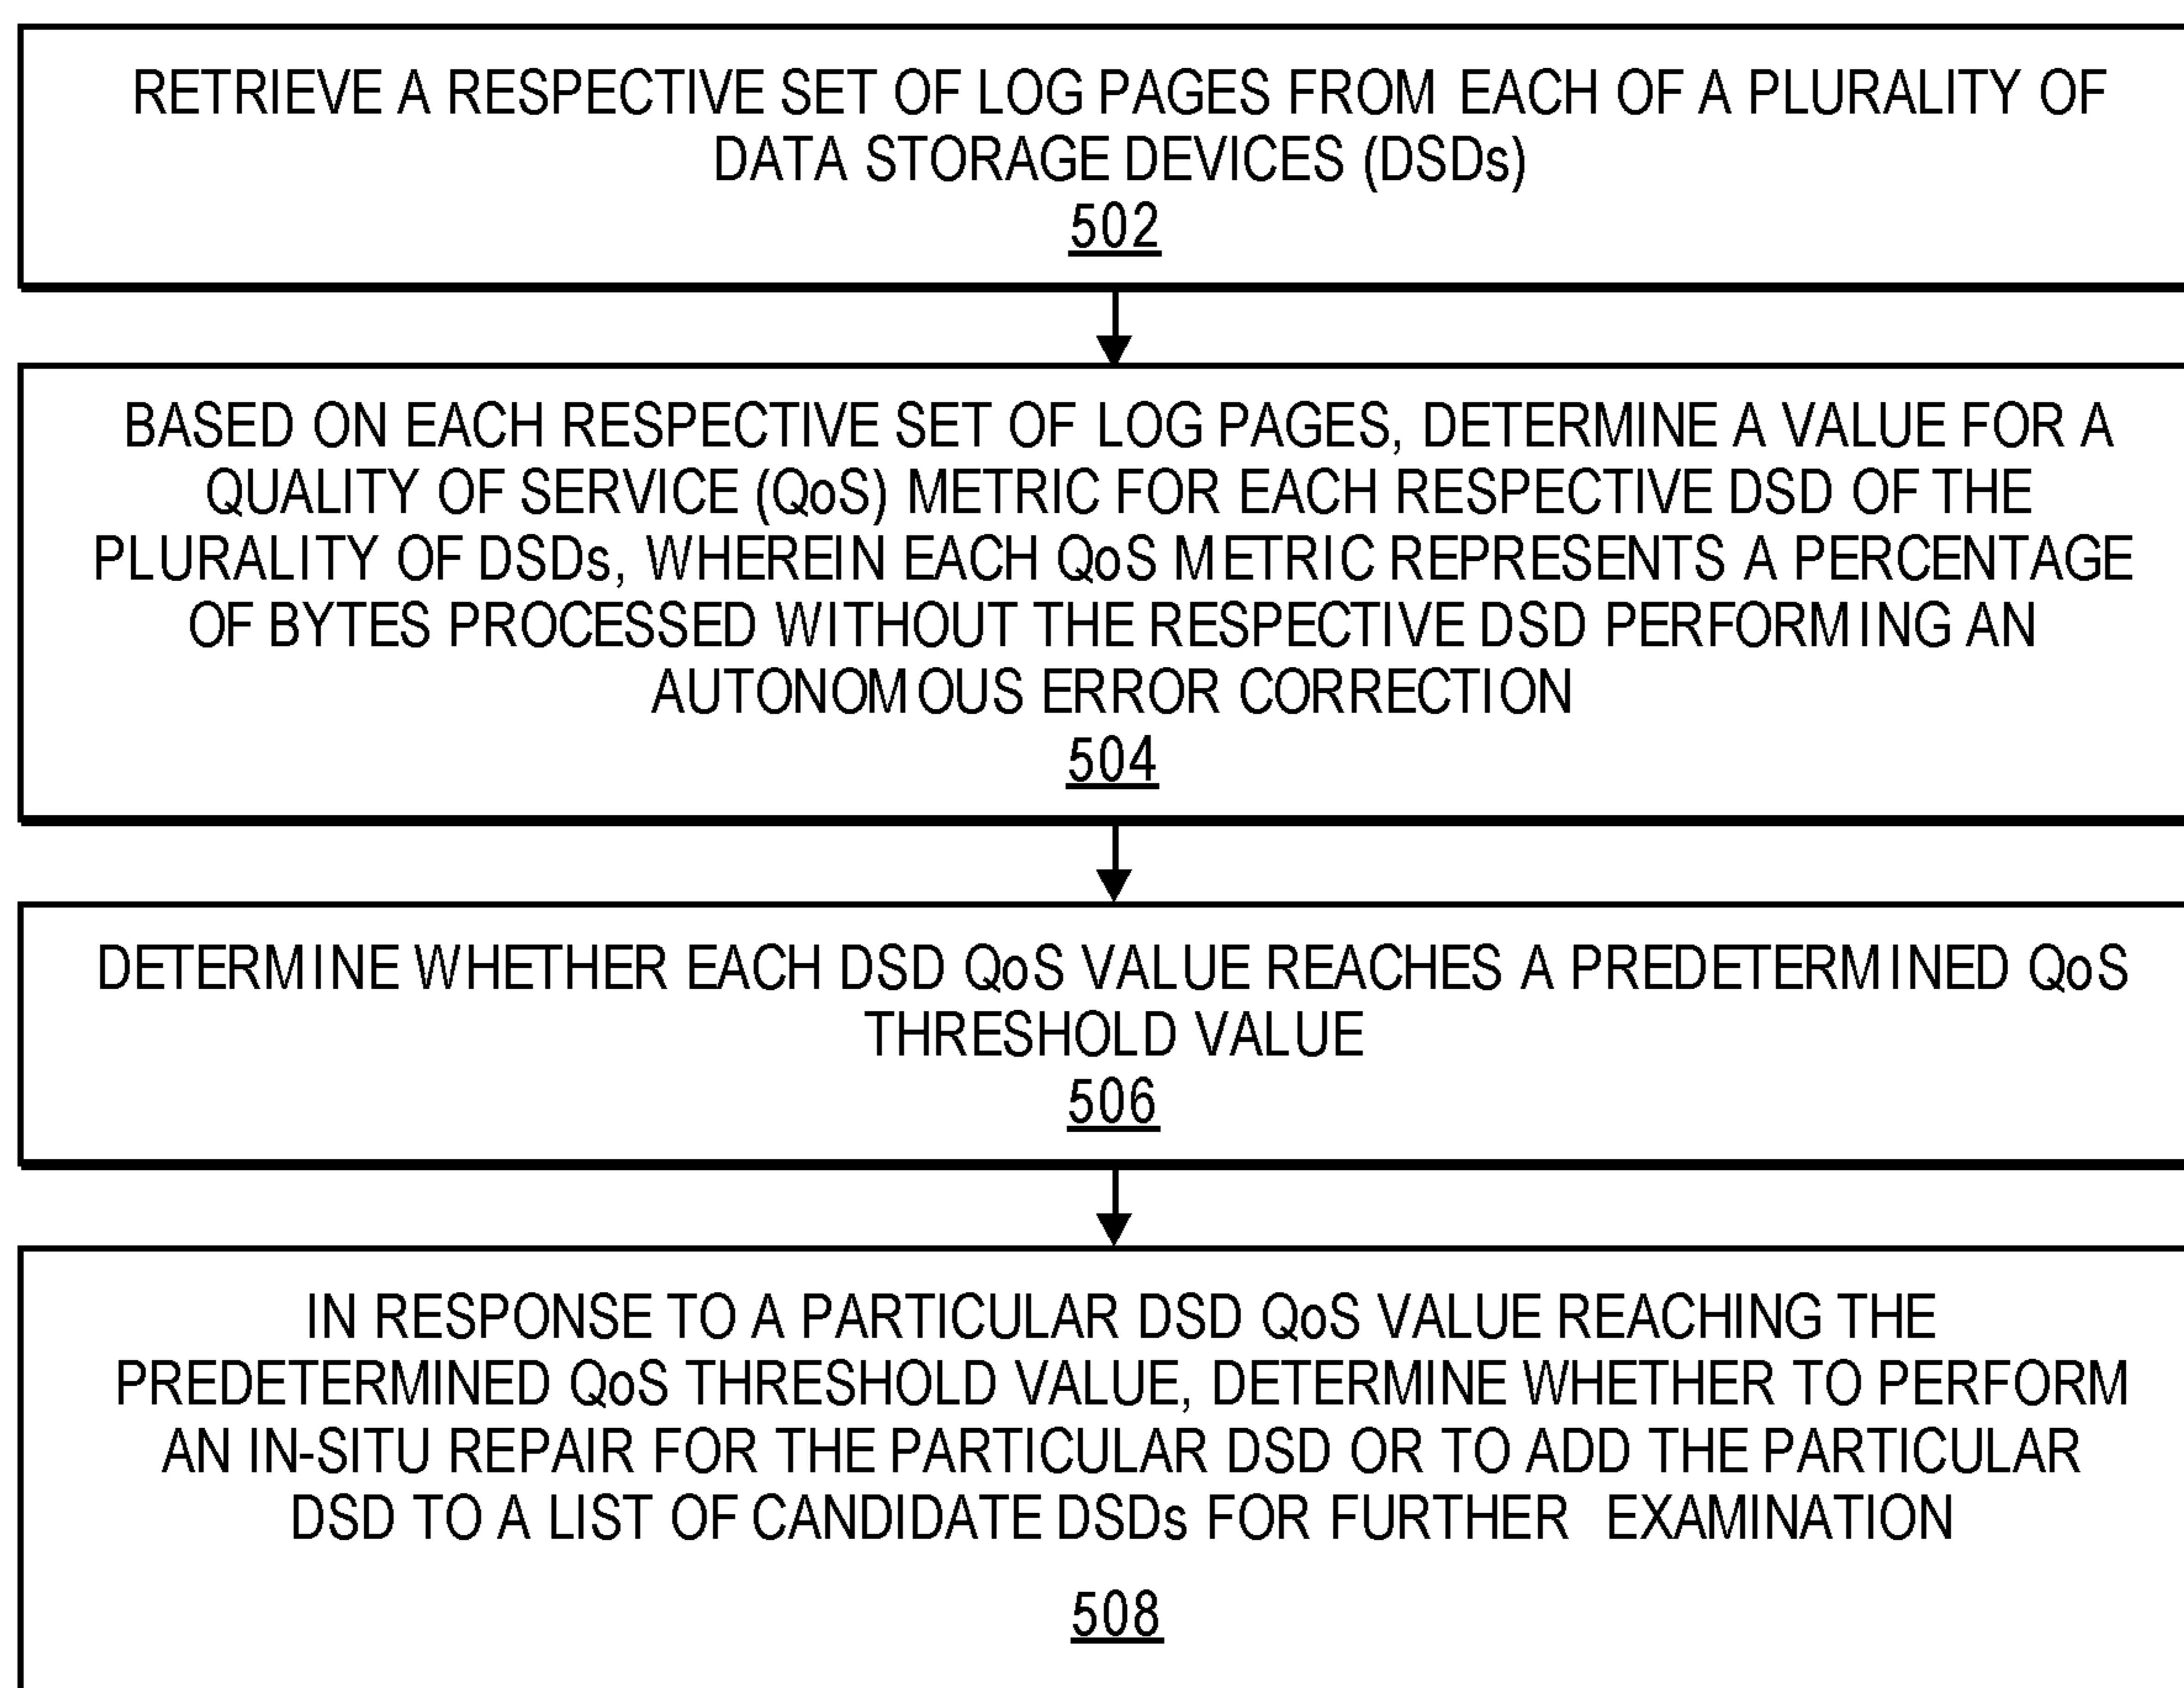 RETRIEVE A RESPECTIVE SET OF LOG PAGES FROM EACH OF A PLURALITY OF
DATA STORAGE DEVICES (DSDs)
502
BASED ON EACH RESPECTIVE SET OF LOG PAGES, DETERMINE A VALUE FOR A
QUALITY OF SERVICE (QoS) METRIC FOR EACH RESPECTIVE DSD OF THE
PLURALITY OF DSDs, WHEREIN EACH QoS METRIC REPRESENTS A PERCENTAGE
OF BYTES PROCESSED WITHOUT THE RESPECTIVE DSD PERFORMING AN
AUTONOMOUS ERROR CORRECTION
504
DETERMINE WHETHER EACH DSD QoS VALUE REACHES A PREDETERMINED QoS
THRESHOLD VALUE
506
IN RESPONSE TO A PARTICULAR DSD QoS VALUE REACHING THE
PREDETERMINED QoS THRESHOLD VALUE, DETERMINE WHETHER TO PERFORM
AN IN-SITU REPAIR FOR THE PARTICULAR DSD OR TO ADD THE PARTICULAR
DSD TO A LIST OF CANDIDATE DSDs FOR FURTHER EXAMINATION
508